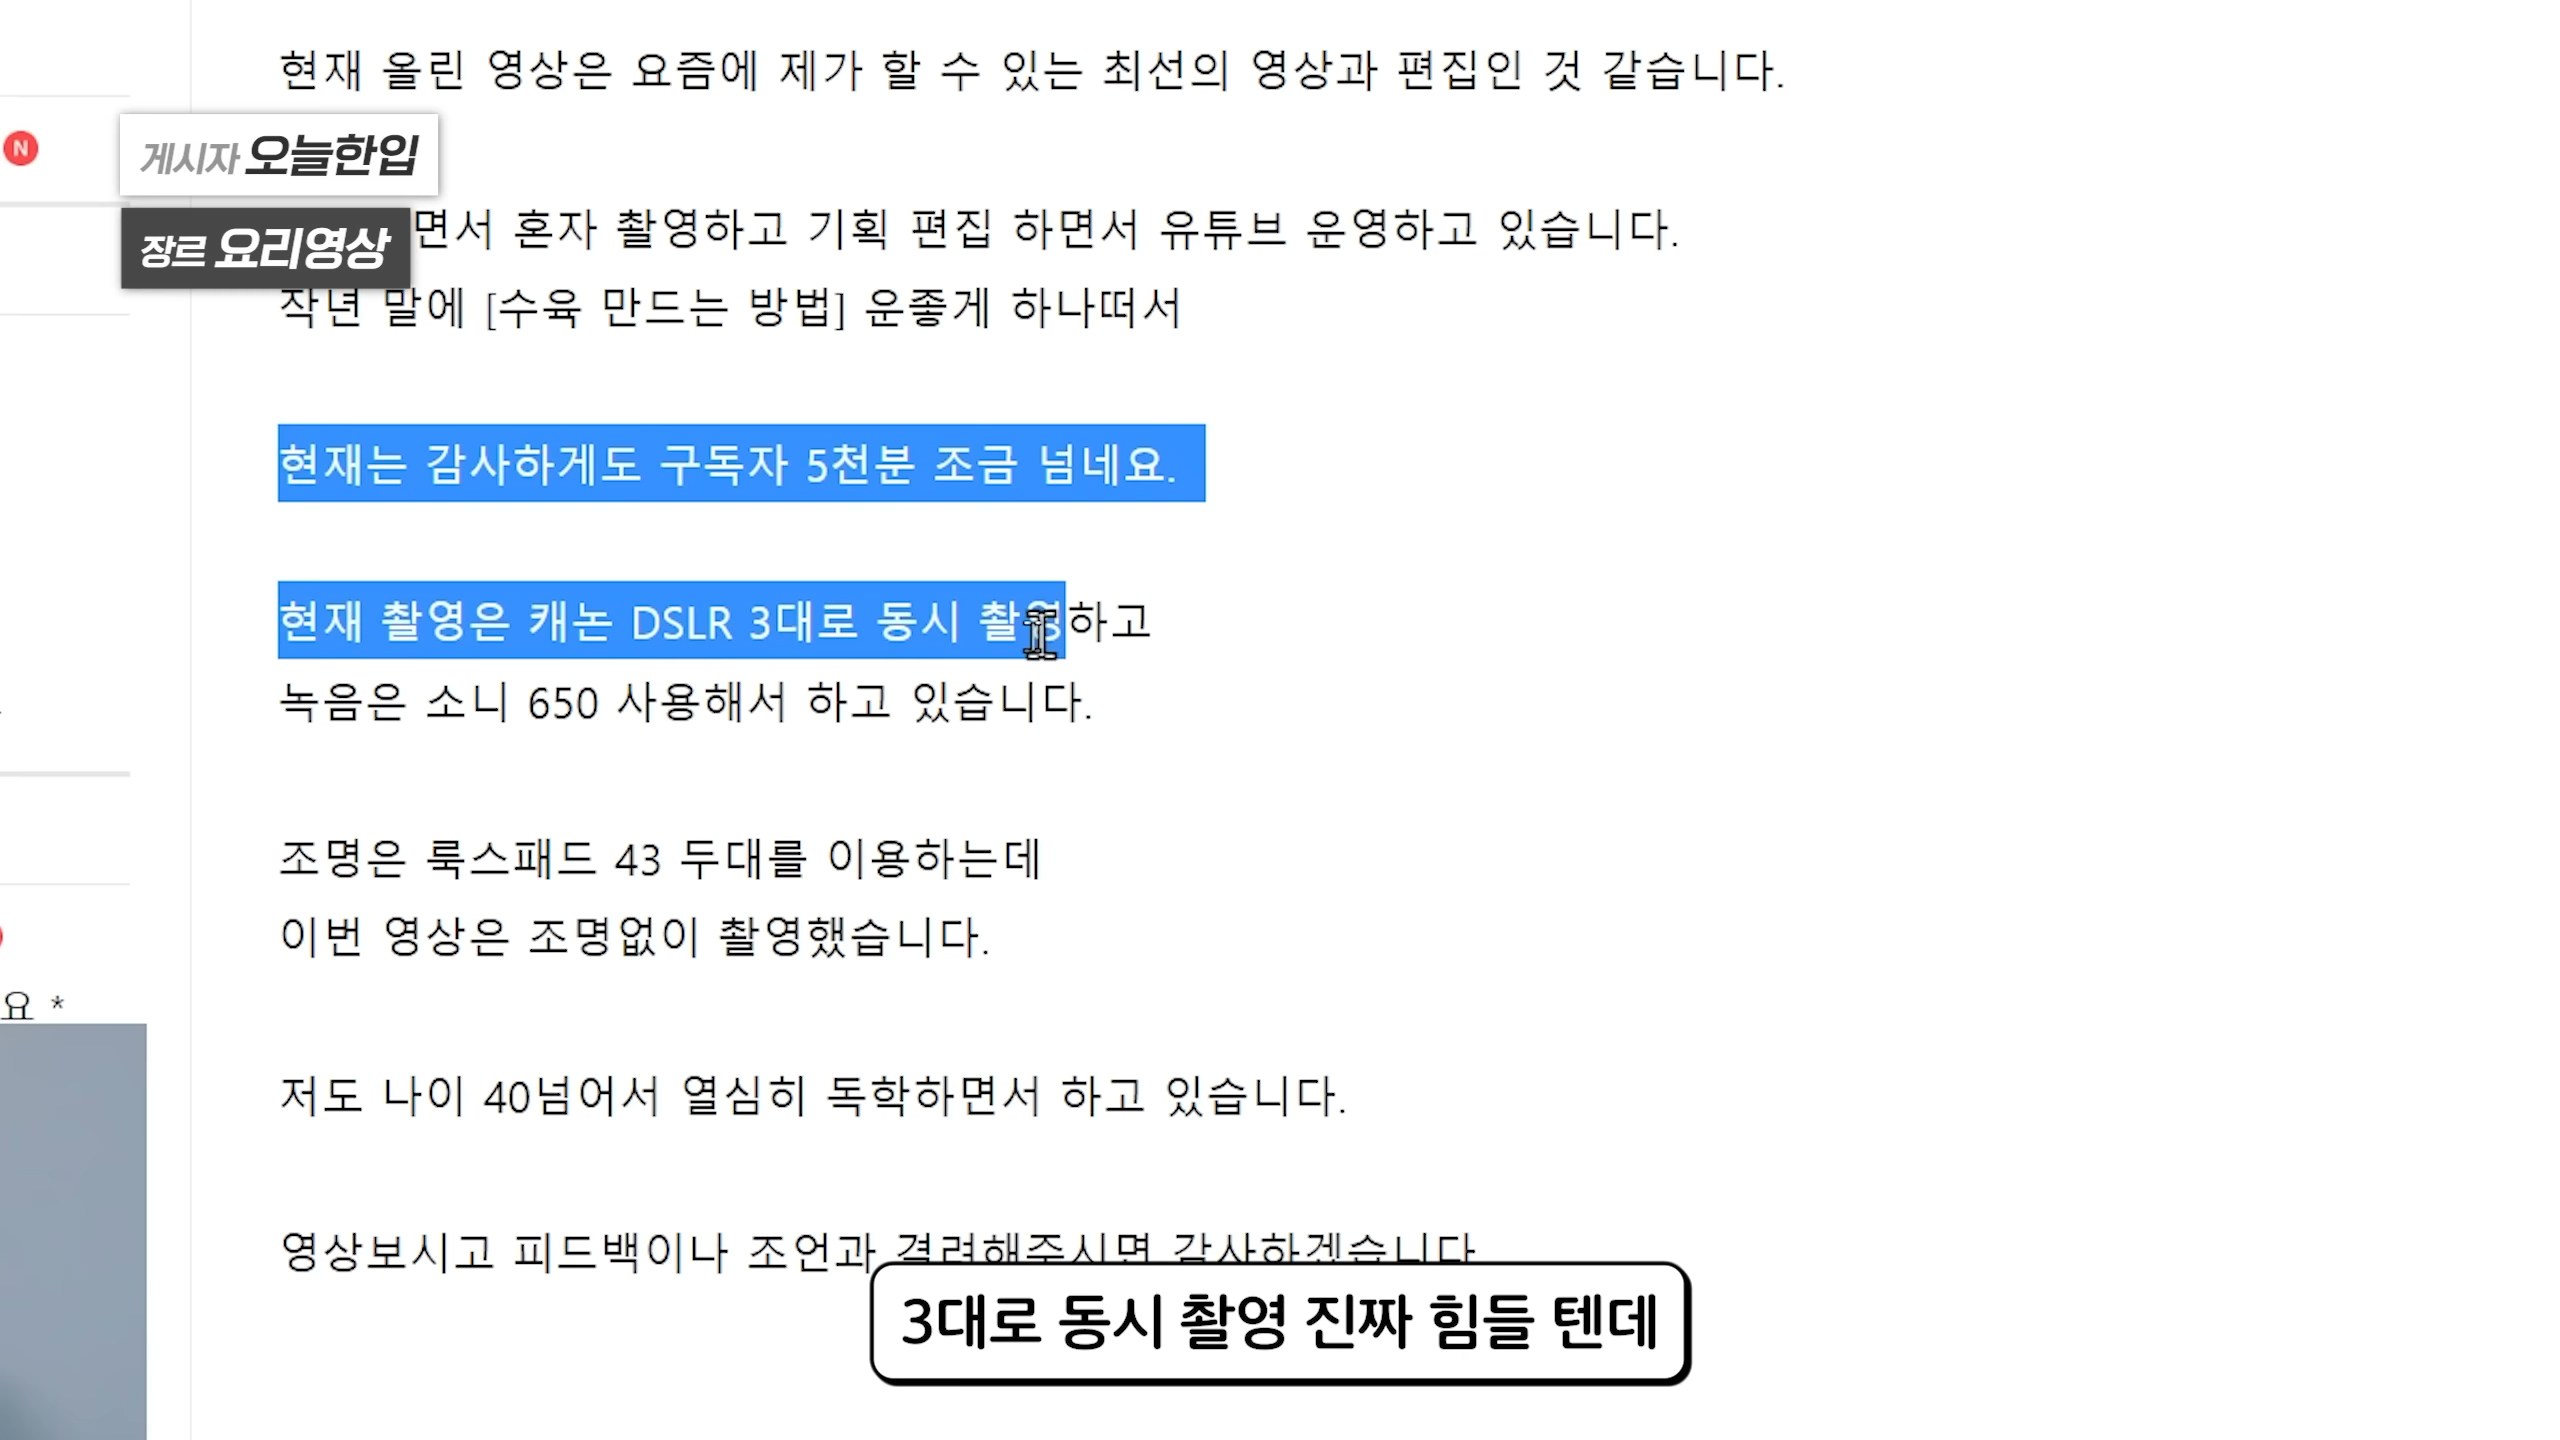 현재 올린 영상은 요즘에 제가 할 수 있는 최선의 영상과 편집인 것 같습니다.
N
게시자 오늘한입
장르 요리영상
면서 혼자 촬영하고 기획 편집 하면서 유튜브 운영하고 있습니다.
작년 말에 [수육 만드는 방법] 운좋게 하나떠서
현재는 감사하게도 구독자 5천분 조금 넘네요.
현재 촬영은 캐논 DSLR 3대로 동시 촬영하고
녹음은 소니 650 사용해서 하고 있습니다.
조명은 룩스패드 43 두대를 이용하는데
이번 영상은 조명없이 촬영했습니다.
요 *
저도 나이 40넘어서 열심히 독학하면서 하고 있습니다.
영상보시고 피드백이나 조언과 격려해주시면 감사하겠습니다
3대로 동시 촬영 진짜 힘들 텐데